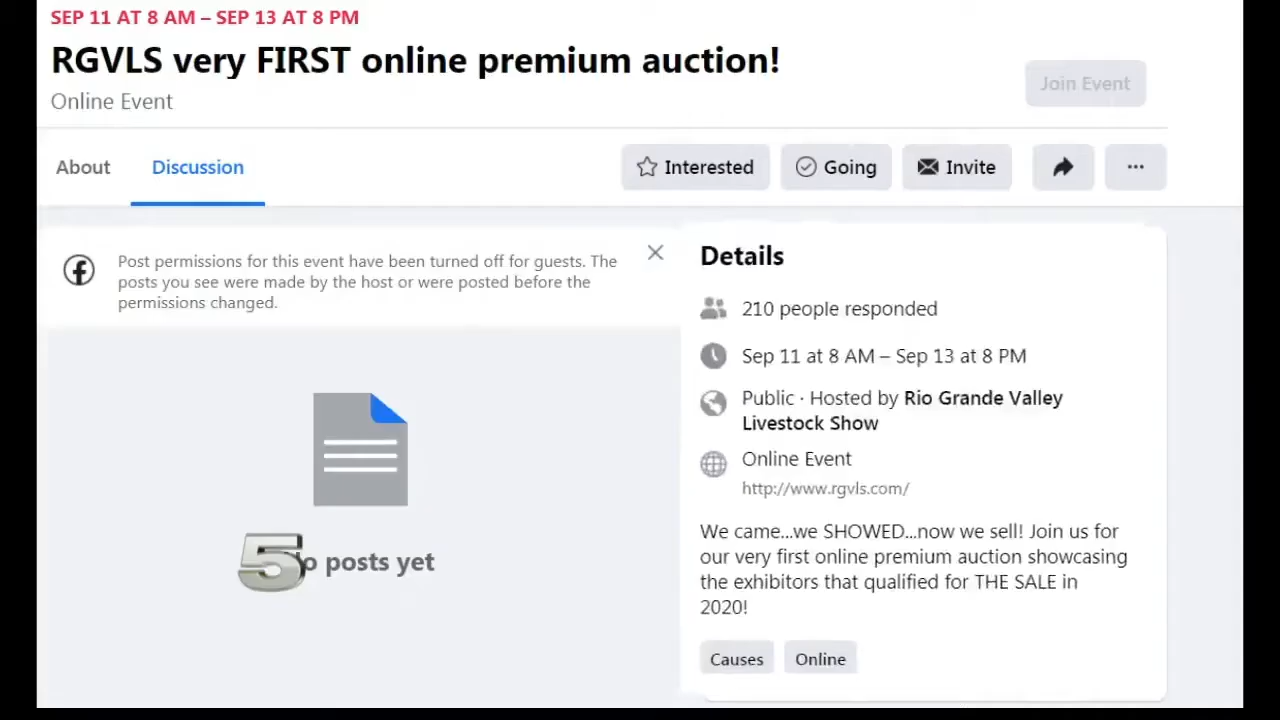 SEP 11 AT 8 AM – SEP 13 AT 8 PM
RGVLS very FIRST online premium auction!
Online Event
Join Event
About
Discussion
Interested
Going
Invite
Post permissions for this event have been turned off for guests. The
posts you see were made by the host or were posted before the
permissions changed.
5
posts yet
Details
210 people responded
Sep 11 at 8 AM – Sep 13 at 8 PM
Public · Hosted by Rio Grande Valley
Livestock Show
Online Event
http://www.rgvls.com/
We came...we SHOWED...now we sell! Join us for
our very first online premium auction showcasing
the exhibitors that qualified for THE SALE in
2020!
Causes
Online